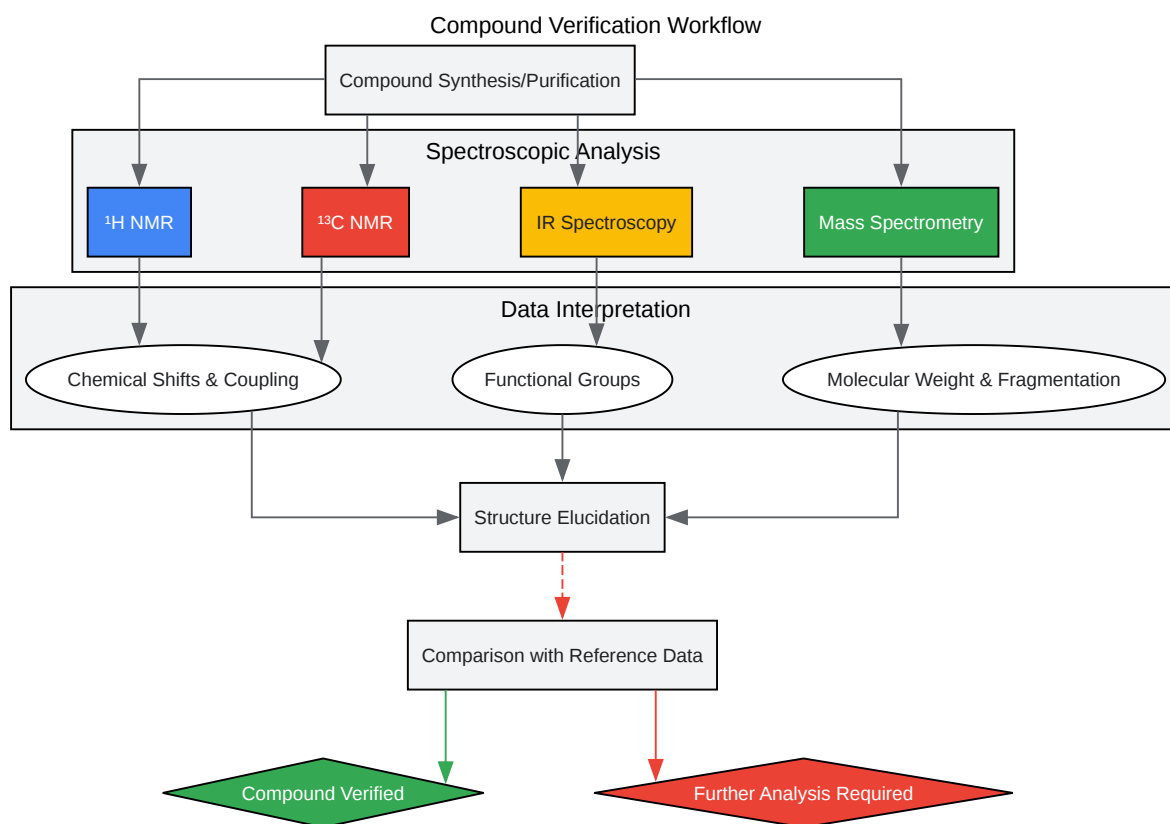 Compound Verification Workflow
Compound Synthesis/Purification
Spectroscopic Analysis
¹H NMR
¹³C NMR
IR Spectroscopy
Mass Spectrometry
Data Interpretation
Chemical Shifts & Coupling
Functional Groups
Molecular Weight & Fragmentation
Structure Elucidation
Comparison with Reference Data
Compound Verified
Further Analysis Required